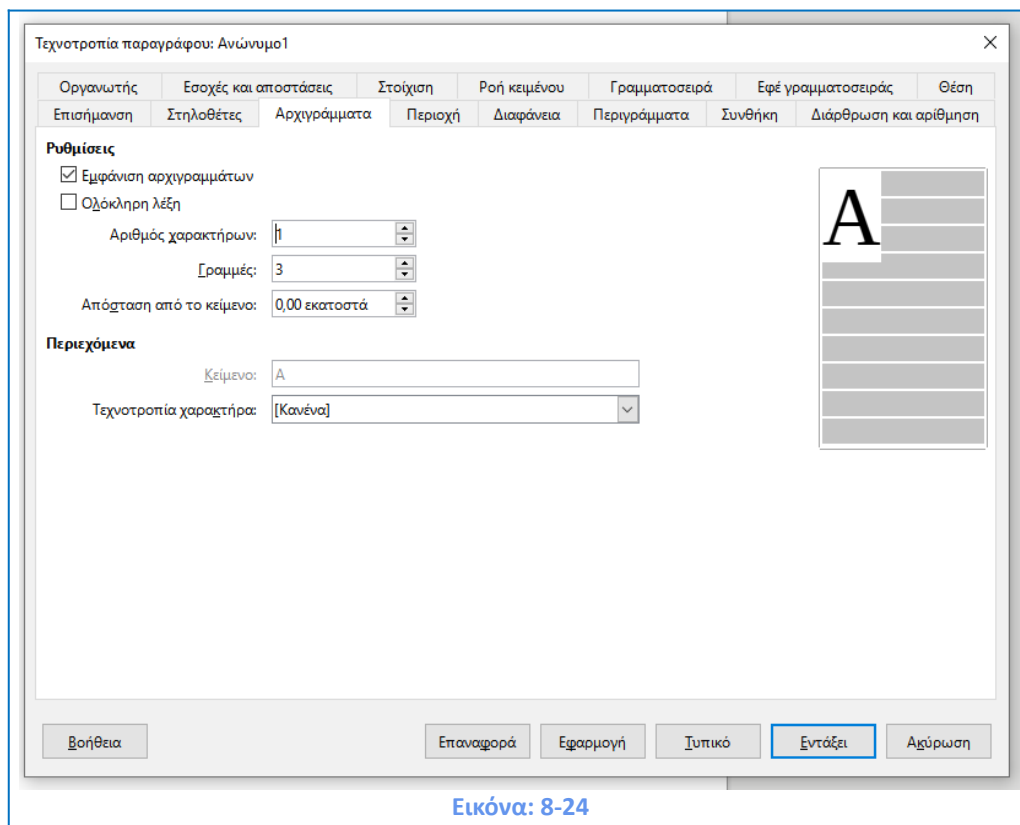 Τεχνοτροπία παραγράφου: Ανώνυμο1
Οργανωτής Εσοχές και αποστάσεις Στοίχιση Ροή κειμένου Γραμματοσειρά Εφέ γραμματοσειράς Θέση
Επισήμανση Στηλοθέτες Αρχιγράμματα Περιοχή Διαφάνεια Περιγράμματα Συνθήκη Διάρθρωση και αρίθμηση
Ρυθμίσεις
Εμφάνιση αρχιγραμμάτων
Ολόκληρη λέξη
Αριθμός χαρακτήρων: 1
Γραμμές: 3
Απόσταση από το κείμενο: 0,00 εκατοστά
A
Περιεχόμενα
Κείμενο: A
Τεχνοτροπία χαρακτήρα: [Κανένα]
Βοήθεια Επαναφορά Εφαρμογή Τυπικό Εντάξει Ακύρωση
Εικόνα: 8-24